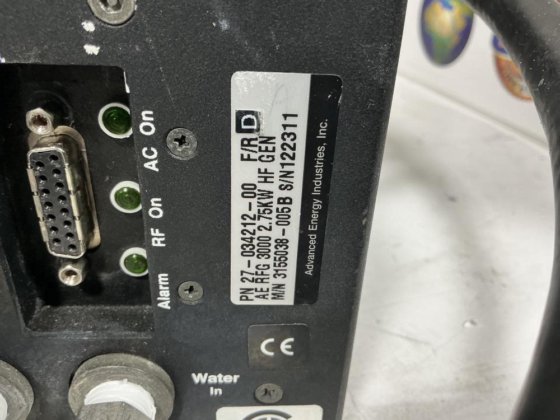 AC On
RF On
Alarm
PN 27-034212-00 F/R D
AE RFG 3000 2.75KW HF GEN
M/N 3155038-005B S/N122311
Advanced Energy Industries, Inc.
CE
Water
In